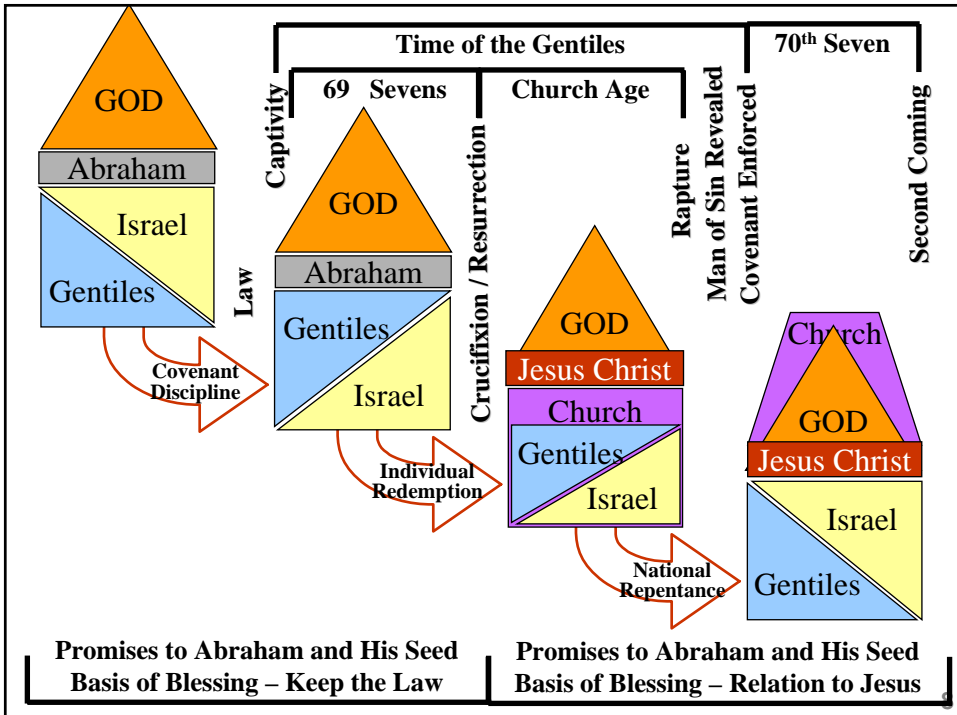 Time of the Gentiles
70th Seven
69 Sevens
Church Age
Captivity
Law
Crucifixion / Resurrection
Rapture
Man of Sin Revealed
Covenant Enforced
Second Coming
GOD
Abraham
Israel
Gentiles
Covenant
Discipline
GOD
Abraham
Gentiles
Israel
Individual
Redemption
GOD
Jesus Christ
Church
Gentiles
Israel
National
Repentance
Church
GOD
Jesus Christ
Israel
Gentiles
Promises to Abraham and His Seed
Basis of Blessing – Keep the Law
Promises to Abraham and His Seed
Basis of Blessing – Relation to Jesus